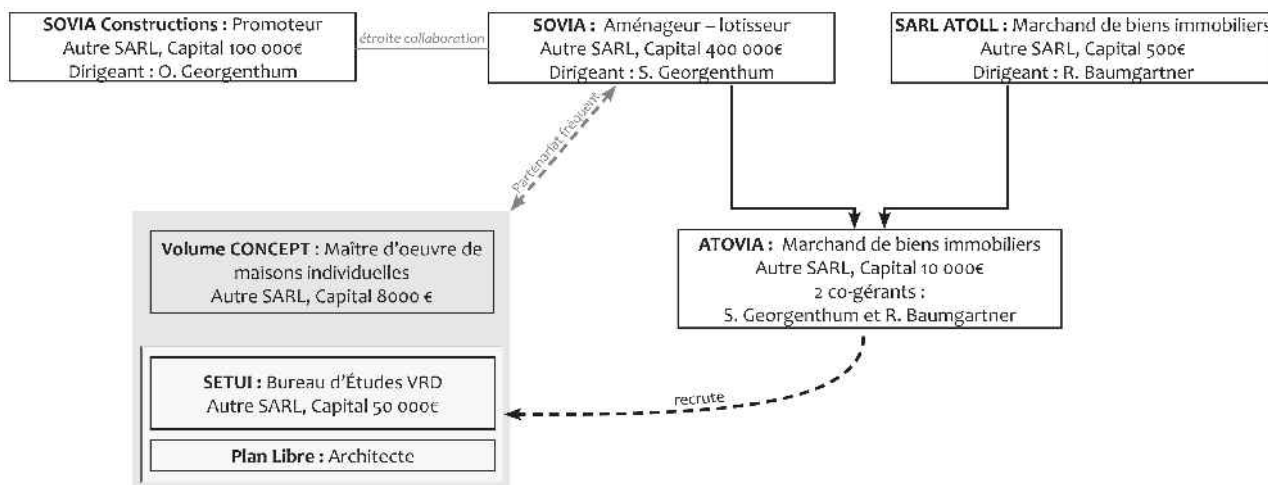 SOVIA Constructions : Promoteur
Autre SARL, Capital 100 000€
Dirigeant : O. Georgenthum
étroite collaboration
SOVIA : Aménageur – lotisseur
Autre SARL, Capital 400 000€
Dirigeant : S. Georgenthum
SARL ATOLL : Marchand de biens immobiliers
Autre SARL, Capital 500€
Dirigeant : R. Baumgartner
Parténariat fréquent
Volume CONCEPT : Maître d'oeuvre de
maisons individuelles
Autre SARL, Capital 8000 €
ATOVIA : Marchand de biens immobiliers
Autre SARL, Capital 10 000€
2 co-gérants :
S. Georgenthum et R. Baumgartner
SETUI : Bureau d'Études VRD
Autre SARL, Capital 50 000€
recrute
Plan Libre : Architecte